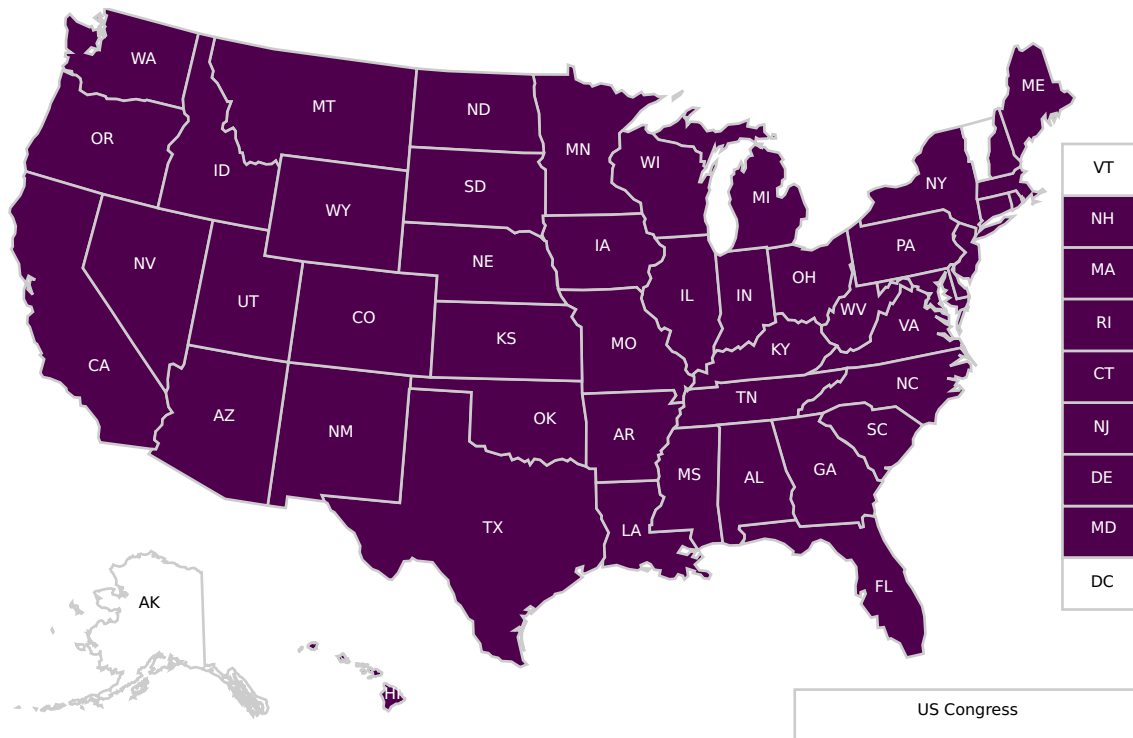 WA
MT
ND
MN
ME
OR
ID
SD
WI
MI
NY
VT
WY
NH
NV
UT
CO
NE
IA
IL
IN
OH
PA
MA
RI
KS
MO
KY
WV
VA
CA
CT
AZ
NM
OK
AR
TN
NC
SC
NJ
TX
LA
MS
AL
GA
DE
MD
FL
DC
AK
HI
US Congress